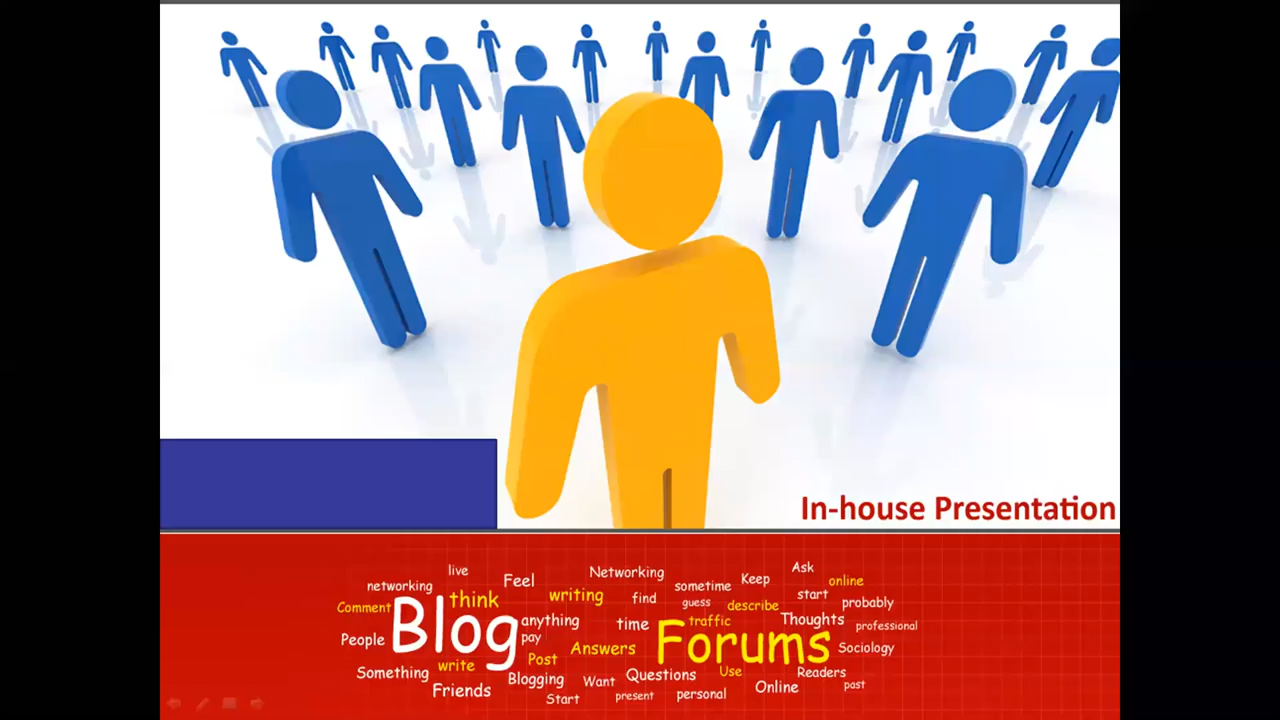 In-house Presentation
live
Feel
Networking
Ask
networking
sometime
Keep
online
Comment
think
writing
find
guess
describe
start
probably
Blog
anything
time
traffic
Thoughts
professional
People
pay
Forums
Answers
Sociology
Something
write
Post
Questions
Use
Readers
Friends
Blogging
Want
Online
past
Start
present
personal